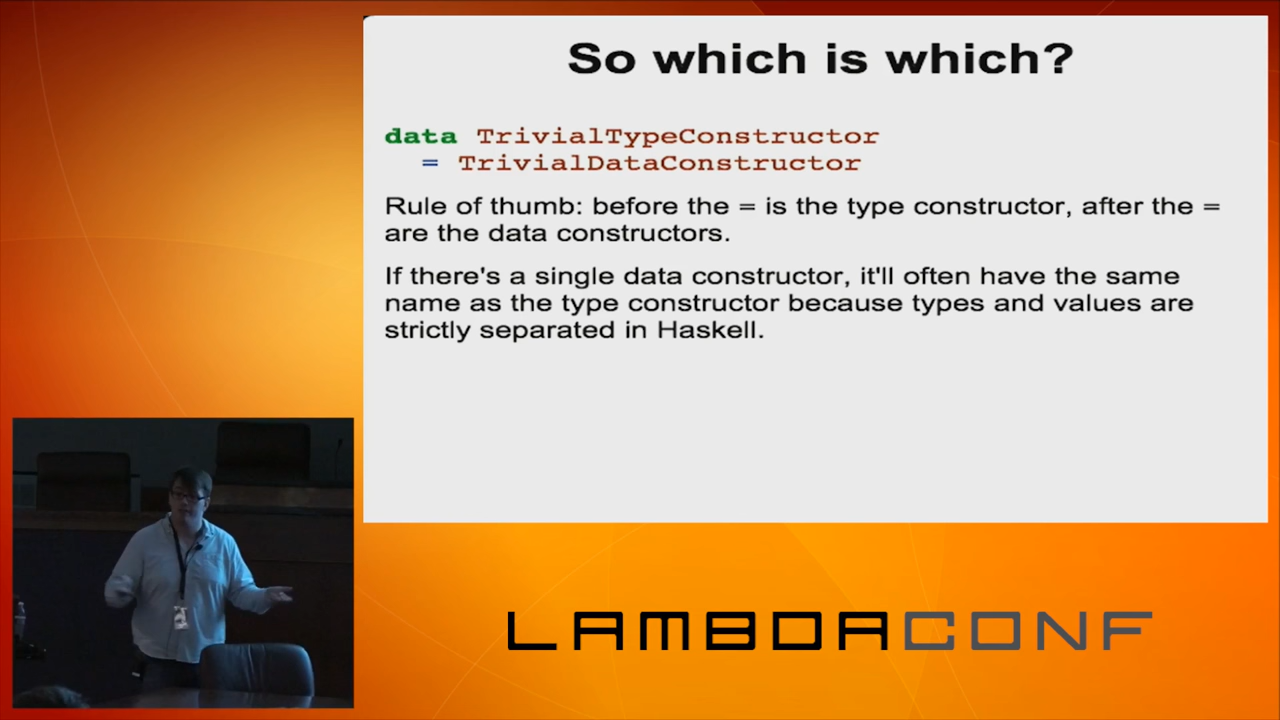 So which is which?
data TrivialTypeConstructor
= TrivialDataConstructor
Rule of thumb: before the = is the type constructor, after the =
are the data constructors.
If there's a single data constructor, it'll often have the same
name as the type constructor because types and values are
strictly separated in Haskell.
LAMBDACONF